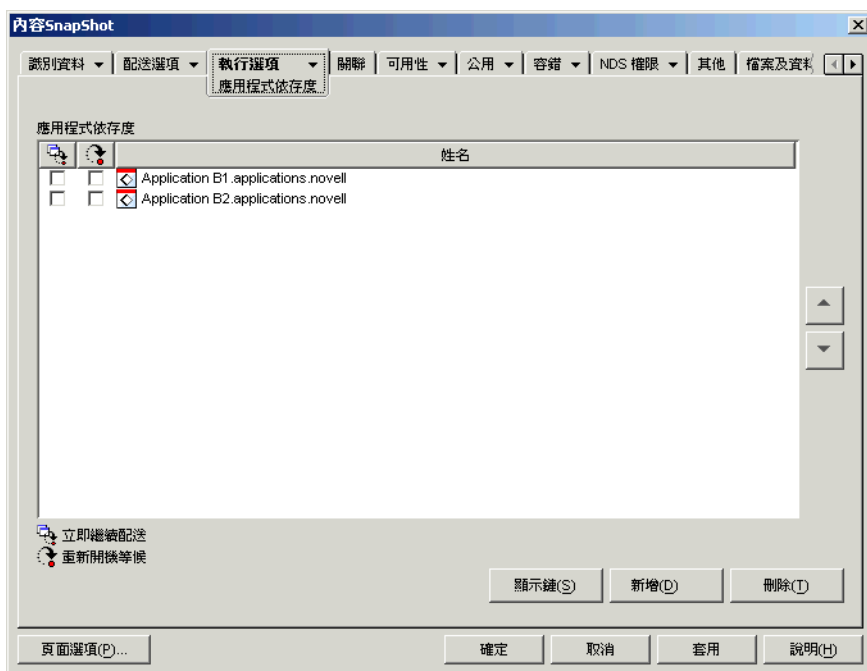 內容SnapShot
識別資料 配送選項 執行選項 關聯 可用性 公用 容錯 NDS 權限 其他 檔案及資料
應用程式依存度
應用程式依存度
姓名
Application B1.applications.novell
Application B2.applications.novell
立即繼續配送
重新開機等候
顯示鏈(S) 新增(D) 刪除(T)
頁面選項(P)... 確定 取消 套用 說明(H)